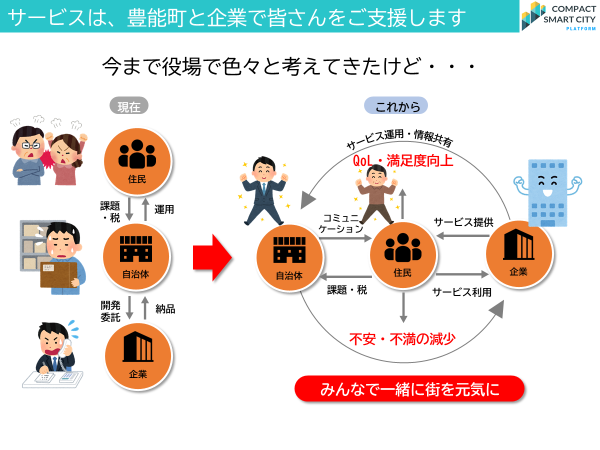 サービスは、豊能町と企業で皆さんをご支援します
COMPACT
SMART CITY
PLATFORM
今まで役場で色々と考えてきたけど・・・
現在
住民
課題
・税
運用
自治体
開発
委託
納品
企業
これから
サービス運用・情報共有
QoL・満足度向上
コミュニ
ケーション
サービス提供
自治体
住民
企業
課題・税
サービス利用
不安・不満の減少
みんなで一緒に街を元気に